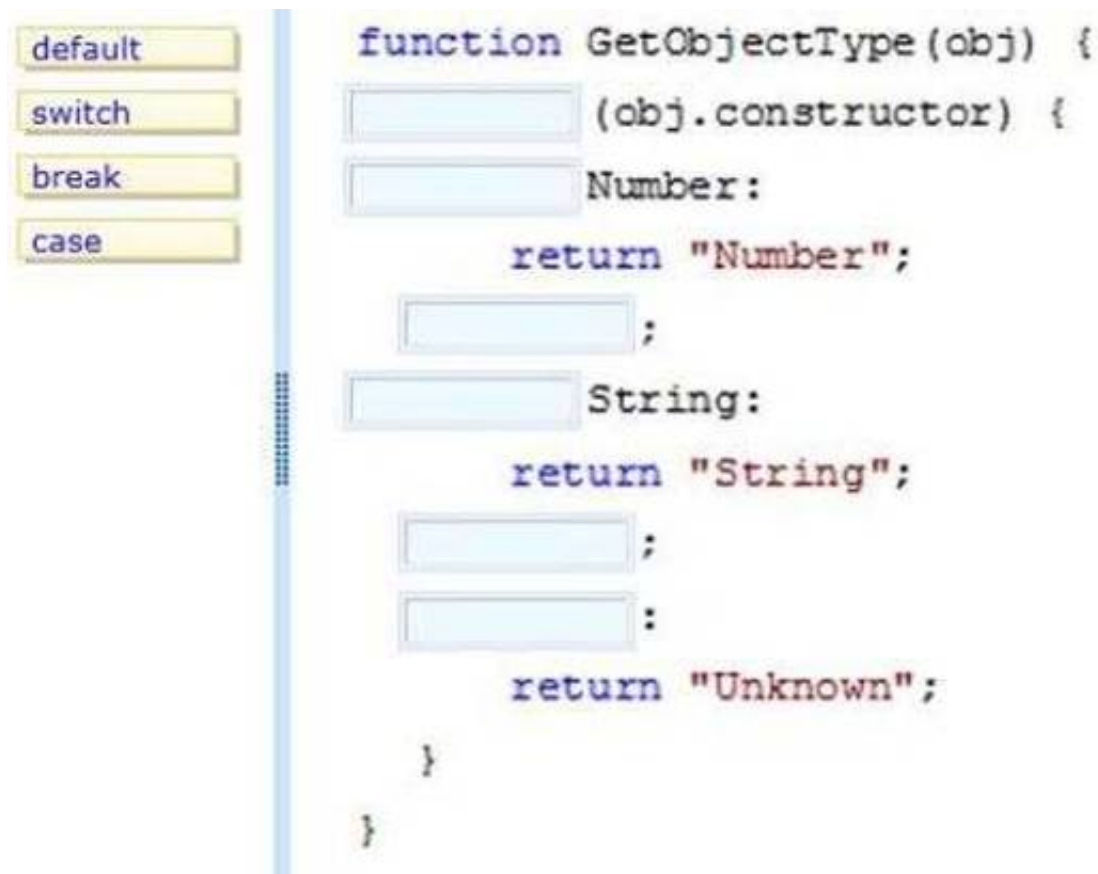 default
switch
break
case
function GetObjectType(obj) {
(obj.constructor) {
Number:
return "Number";
;
String:
return "String";
;
:
return "Unknown";
}
}